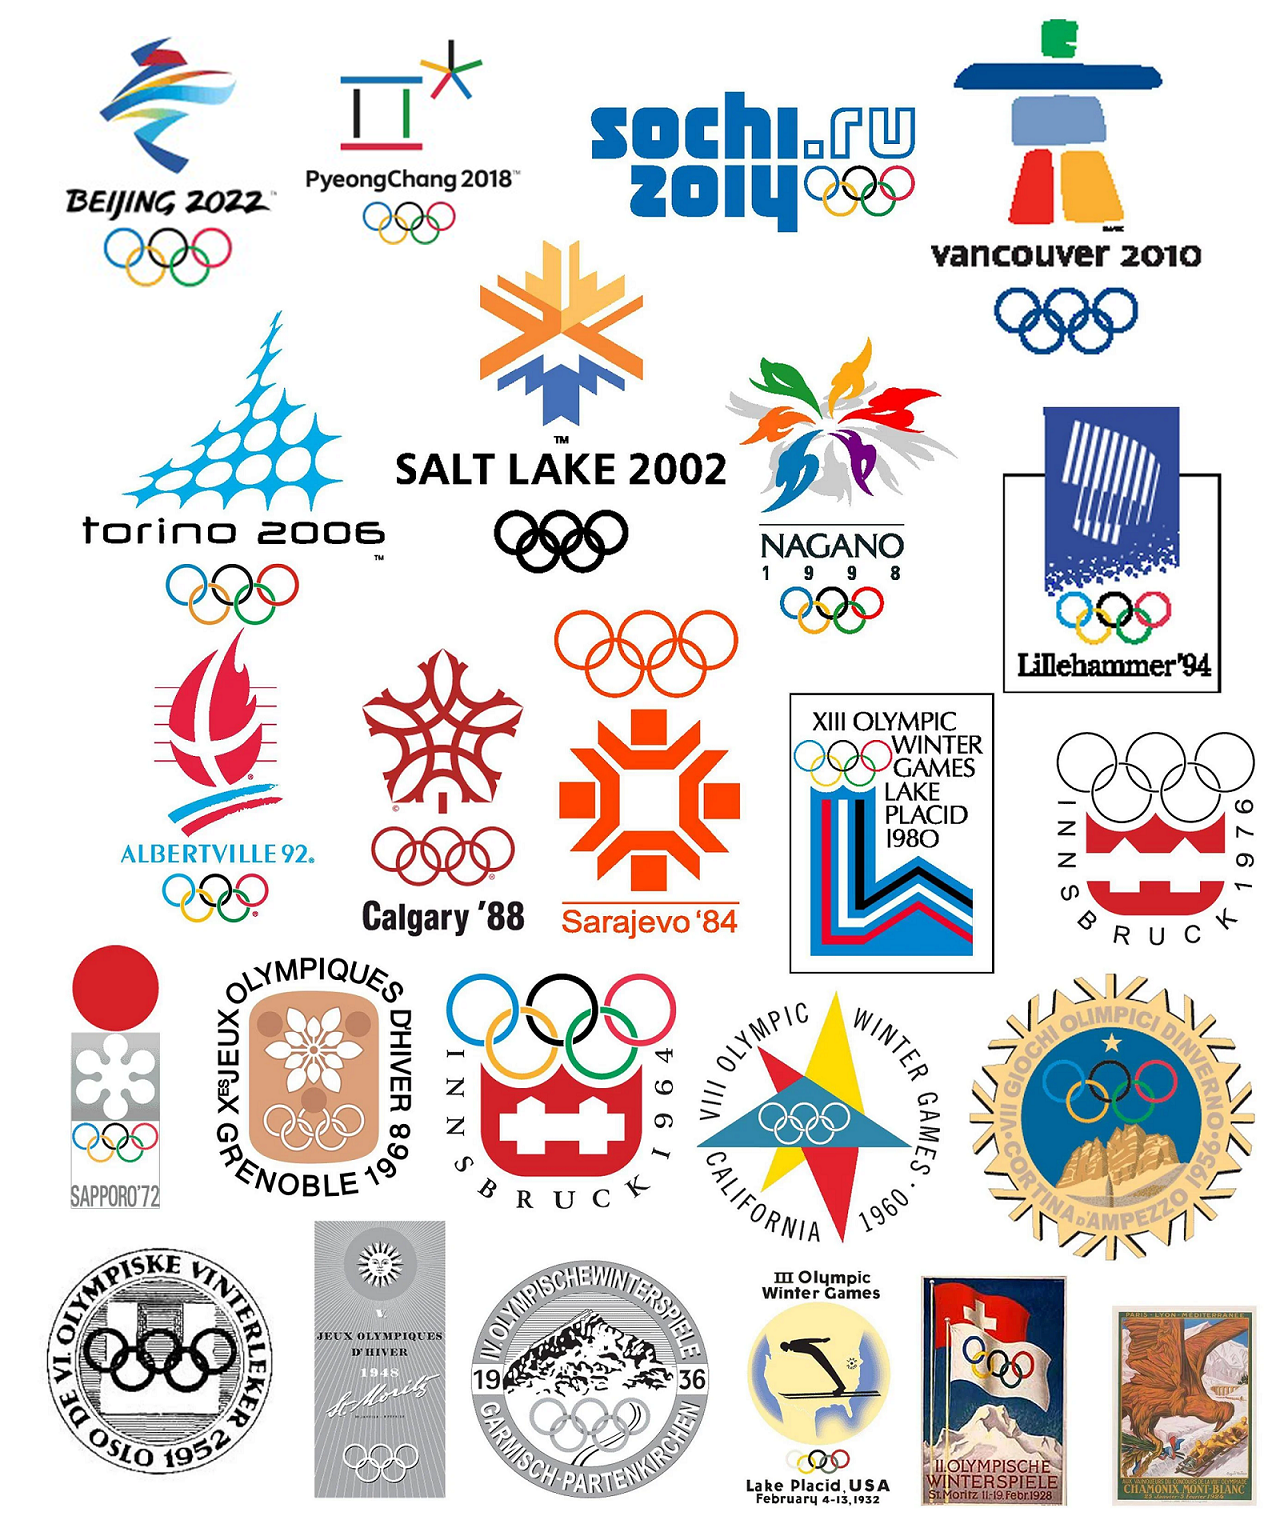 BEIJING 2022™
PyeongChang 2018™
sochi.ru
2014
vancouver 2010
torino 2006
™
™
SALT LAKE 2002
NAGANO
1 9 9 8
Lillehammer'94
ALBERTVILLE 92®
©
®
Calgary '88
Sarajevo '84
XIII OLYMPIC
WINTER
GAMES
LAKE
PLACID
1980
INNSBRUCK 1976
SAPPORO'72
XES JEUX OLYMPIQUES D'HIVER
GRENOBLE 1968
INNSBRUCK 1964
VIII OLYMPIC WINTER GAMES
CALIFORNIA 1960
VII GIOCHI OLIMPICI D'INVERNO
CORTINA D'AMPEZZO 1956
DE VI. OLYMPISKE VINTERLEKER
OSLO 1952
V.
JEUX OLYMPIQUES
D'HIVER
1948
St. Moritz
IV. OLYMPISCHE WINTERSPIELE
1936
GARMISCH-PARTENKIRCHEN
III Olympic
Winter Games
Lake Placid, USA
February 4-13, 1932
II. OLYMPISCHE
WINTERSPIELE
St. Moritz 11.-19. Febr. 1928
PARIS-LYON-MÉDITERRANÉE
CHAMONIX MONT-BLANC